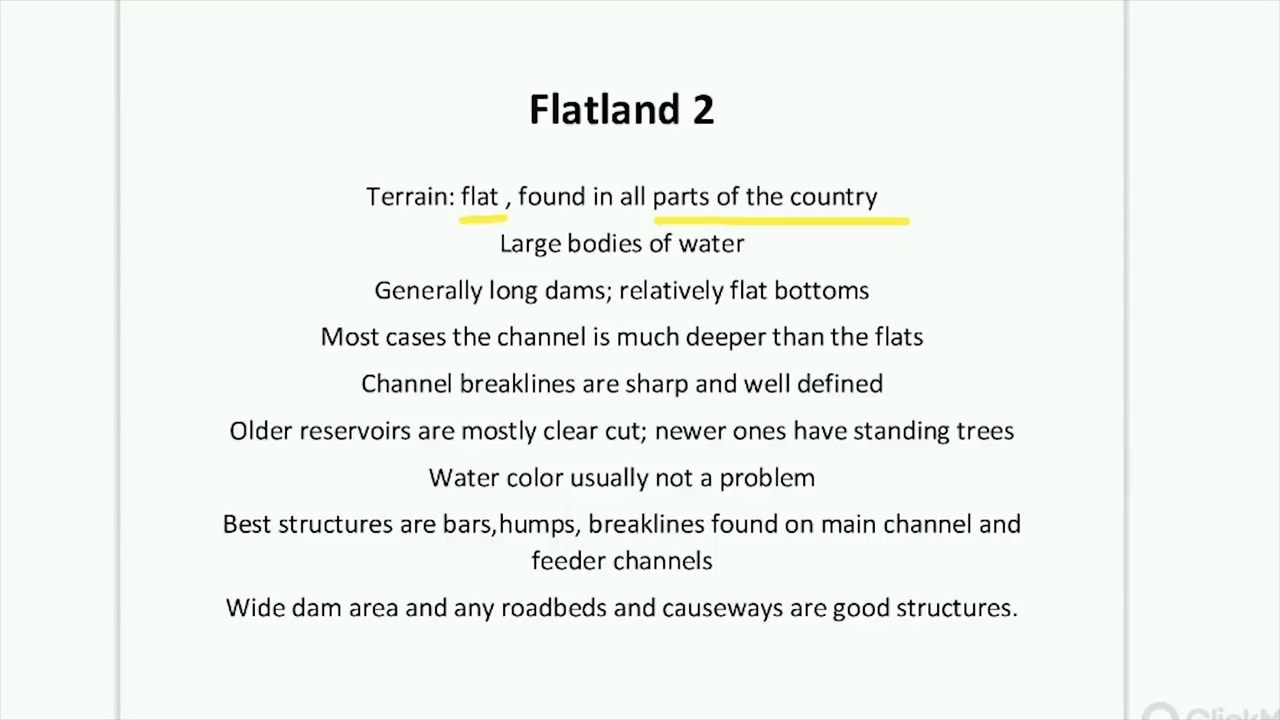 Flatland 2
Terrain: flat , found in all parts of the country
Large bodies of water
Generally long dams; relatively flat bottoms
Most cases the channel is much deeper than the flats
Channel breaklines are sharp and well defined
Older reservoirs are mostly clear cut; newer ones have standing trees
Water color usually not a problem
Best structures are bars,humps, breaklines found on main channel and
feeder channels
Wide dam area and any roadbeds and causeways are good structures.